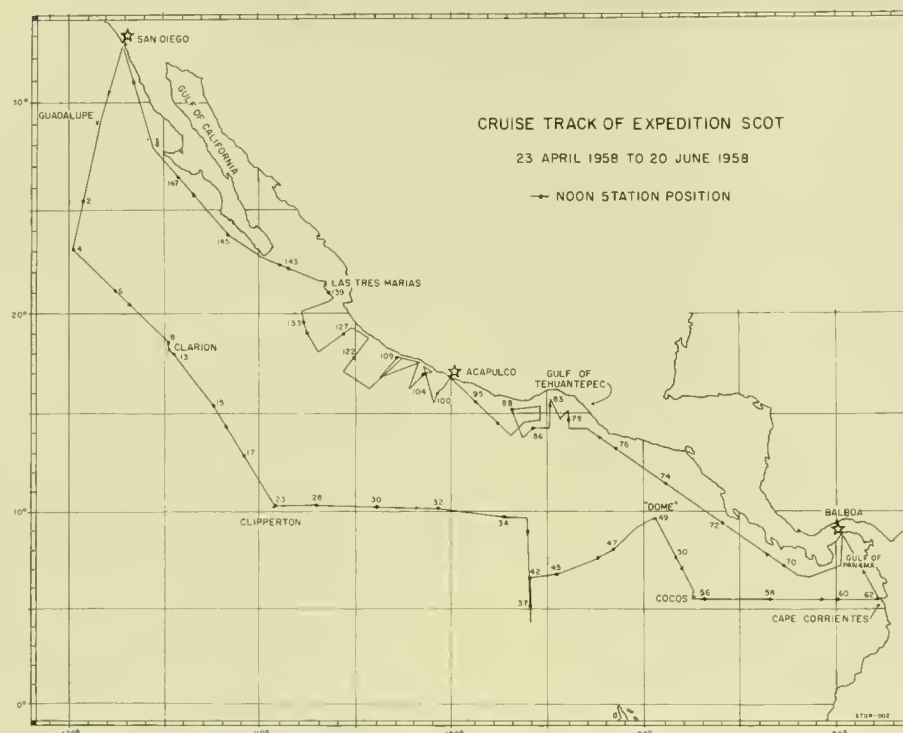 SAN DIEGO
30°
GUADALUPE
GULF OF CALIFORNIA
CRUISE TRACK OF EXPEDITION SCOT
23 APRIL 1958 TO 20 JUNE 1958
NOON STATION POSITION
2
147
4
145
143
LAS TRES MARIAS
139
20°
133
127
8
CLARION
13
122
109
ACAPULCO
GULF OF
TEHUANTEPEC
104
100
95
88
83
79
86
15
17
76
74
72
70
23
28
30
32
34
10°
CLIPPERTON
"DOME"
49
BALBOA
GULF OF
PANAMA
47
50
42
45
37
COCOS
56
58
60
62
CAPE CORRIENTES
0°
STOR-002